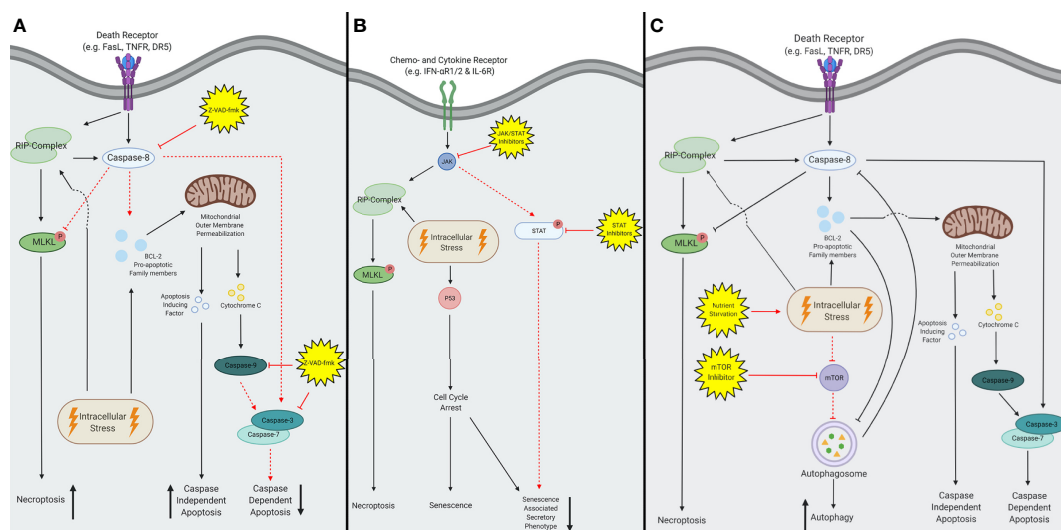 A
Death Receptor
(e.g. FasL, TNFR, DR5)
Z-VAD-fmk
RIP Complex
Caspase-8
Mitochondrial
Outer Membrane
Permeabilization
MLKL
P
BCL-2
Pro-apoptotic
Family members
Apoptosis
Inducing
Factor
Cytochrome C
Caspase-9
Z-VAD-fmk
Intracellular
Stress
Caspase-3
Caspase-7
Necroptosis
Caspase
Independent
Apoptosis
Caspase
Dependent
Apoptosis
B
Chemo- and Cytokine Receptor
(e.g. IFN-αR1/2 & IL-6R)
JAK/STAT
Inhibitors
JAK
RIP Complex
Intracellular
Stress
P
STAT
STAT
Inhibitors
MLKL
P
P53
Cell Cycle
Arrest
Necroptosis
Senescence
Senescence
Associated
Secretory
Phenotype
C
Death Receptor
(e.g. FasL, TNFR, DR5)
RIP Complex
Caspase-8
BCL-2
Pro-apoptotic
Family members
Mitochondrial
Outer Membrane
Permeabilization
MLKL
P
Nutrient
Starvation
Intracellular
Stress
Apoptosis
Inducing
Factor
Cytochrome C
mTOR
Inhibitor
mTOR
Caspase-9
Caspase-3
Caspase-7
Autophagosome
Necroptosis
Autophagy
Caspase
Independent
Apoptosis
Caspase
Dependent
Apoptosis